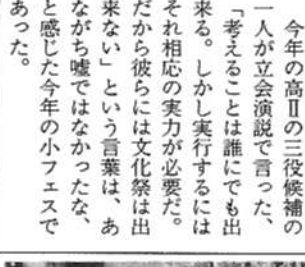 今年の高Ⅱの三役候補の
一人が立会演説で言った、
「考えることは誰にでも出
来る。しかし実行するには
それ相応の実力が必要だ。
だから彼らには文化祭は出
来ない」という言葉は、あ
ながち嘘ではなかったな、
と感じた今年の小フェスで
あった。